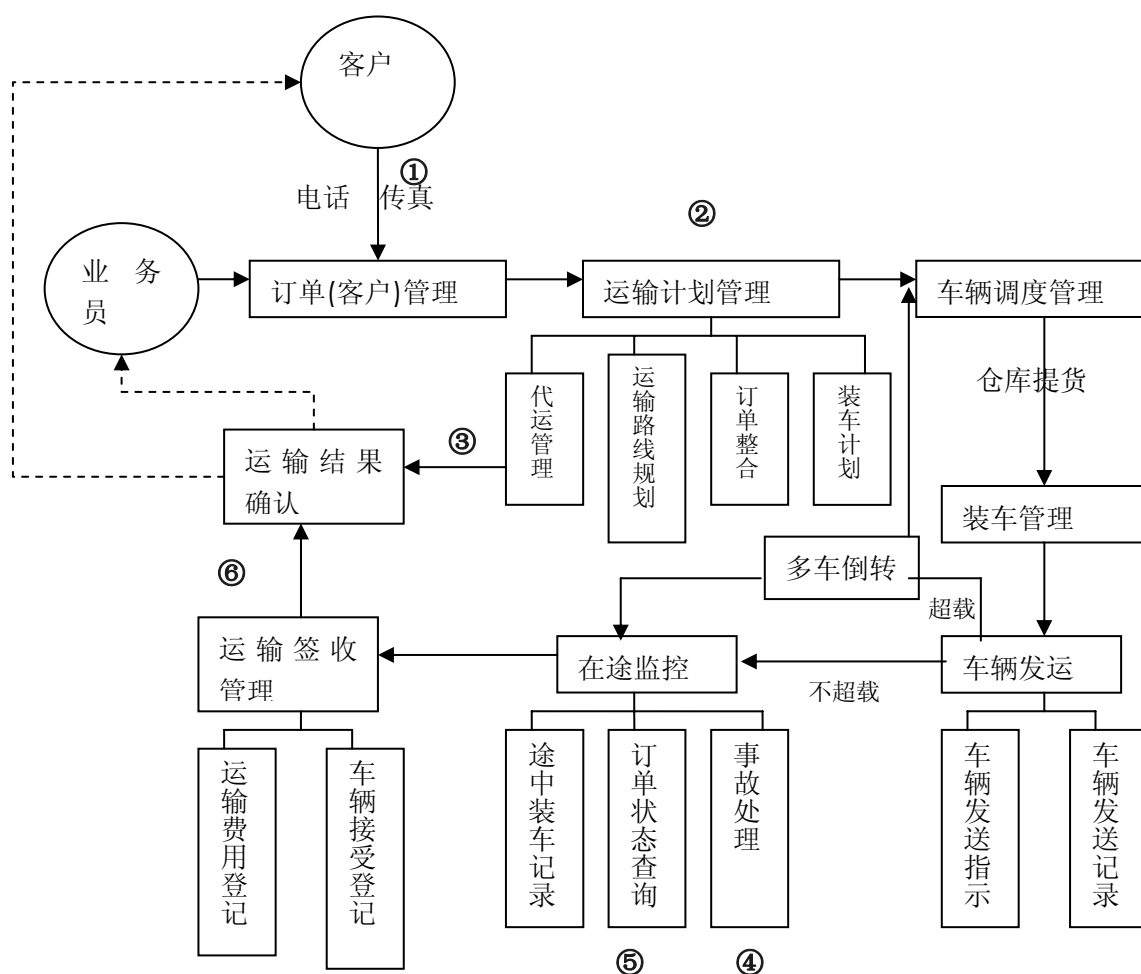 客户
①
电话 传真
②
业 务
员
订单(客户)管理
运输计划管理
车辆调度管理
仓库提货
代运管理
运输路线规划
订单整合
装车计划
③
运 输 结 果
确认
装车管理
多车倒转
⑥
超载
运 输 签 收
管理
在途监控
车辆发运
不超载
运输费用登记
车辆接受登记
途中装车记录
订单状态查询
事故处理
车辆发送指示
车辆发送记录
⑤
④